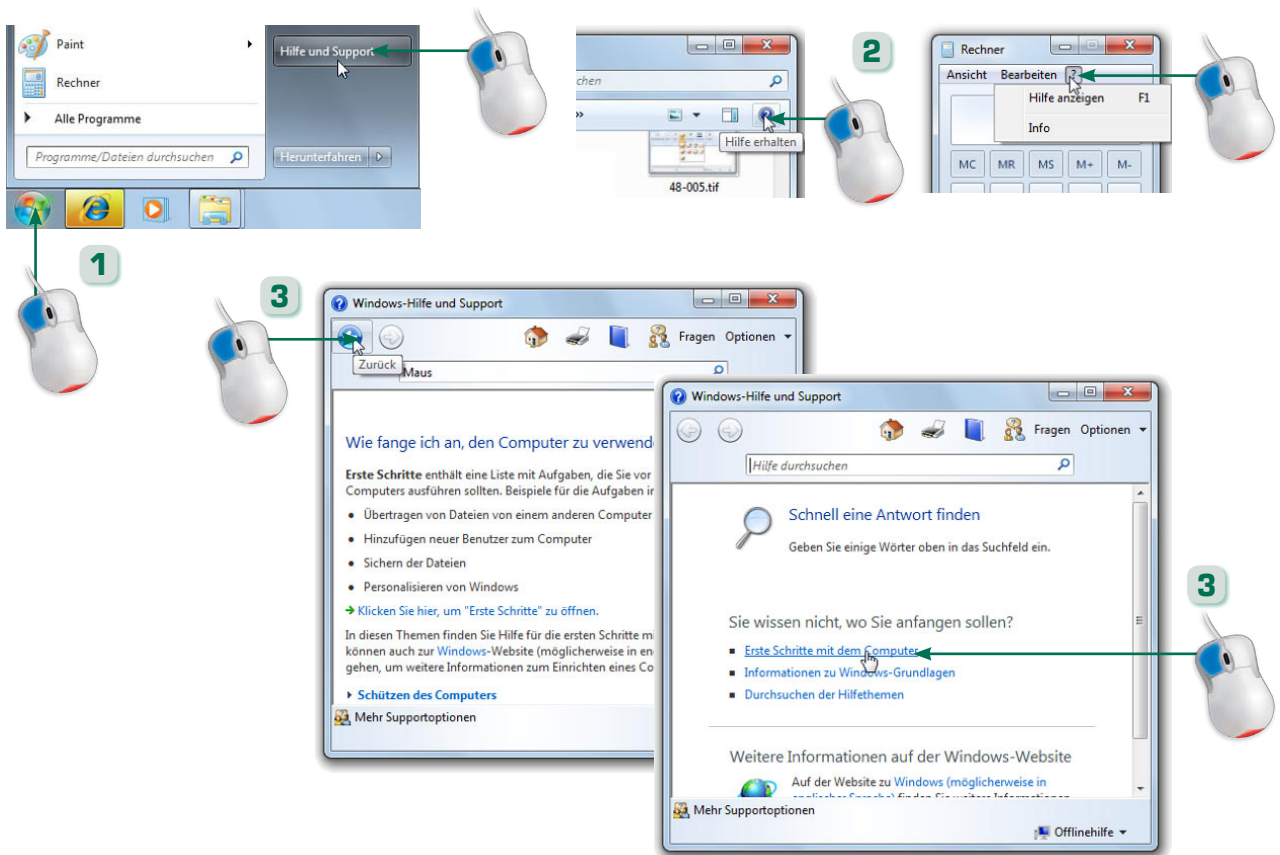 Paint
Rechner
Alle Programme
Programme/Dateien durchsuchen
Hilfe und Support
Herunterfahren
1
chen
»
Hilfe erhalten
48-005.tif
2
Rechner
Ansicht Bearbeiten ?
Hilfe anzeigen F1
Info
MC MR MS M+ M-
3
Windows-Hilfe und Support
Fragen Optionen
Zurück
Maus
Wie fange ich an, den Computer zu verwend
Erste Schritte enthält eine Liste mit Aufgaben, die Sie vor
Computers ausführen sollten. Beispiele für die Aufgaben in
• Übertragen von Dateien von einem anderen Computer
• Hinzufügen neuer Benutzer zum Computer
• Sichern der Dateien
• Personalisieren von Windows
Klicken Sie hier, um "Erste Schritte" zu öffnen.
In diesen Themen finden Sie Hilfe für die ersten Schritte mi
können auch zur Windows-Website (möglicherweise in en
gehen, um weitere Informationen zum Einrichten eines Co
Schützen des Computers
Mehr Supportoptionen
Windows-Hilfe und Support
Fragen Optionen
Hilfe durchsuchen
Schnell eine Antwort finden
Geben Sie einige Wörter oben in das Suchfeld ein.
Sie wissen nicht, wo Sie anfangen sollen?
Erste Schritte mit dem Computer
Informationen zu Windows-Grundlagen
Durchsuchen der Hilfethemen
3
Weitere Informationen auf der Windows-Website
Auf der Website zu Windows (möglicherweise in
englischer Sprache) finden Sie weitere Informationen
Mehr Supportoptionen
Offlinehilfe